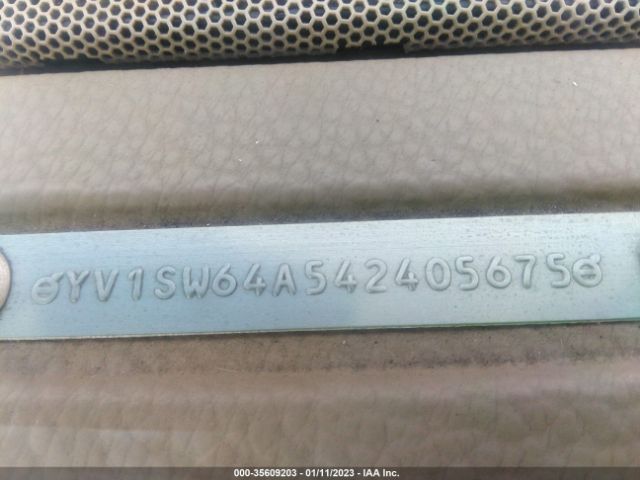 YV1SW64A542405675
000-35609203 - 01/11/2023 - IAA Inc.